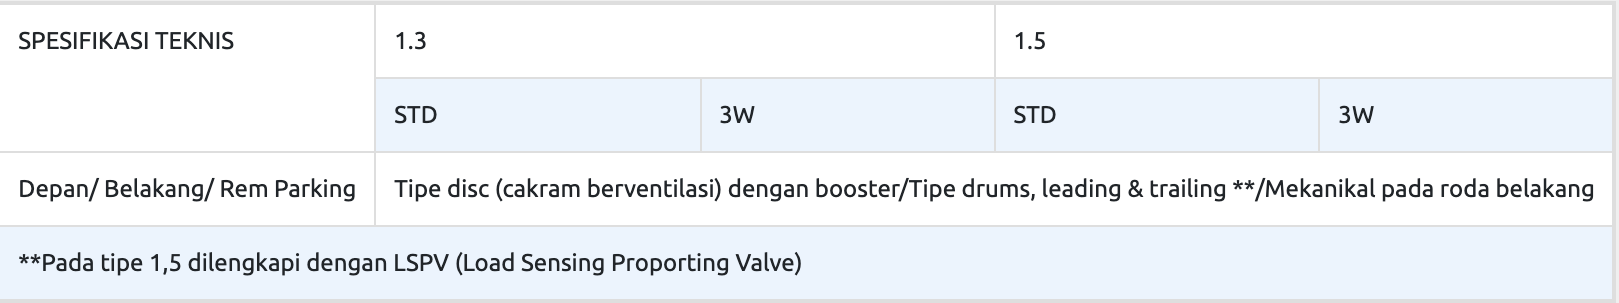 SPESIFIKASI TEKNIS 1.3 1.5
STD 3W STD 3W
Depan/ Belakang/ Rem Parking Tipe disc (cakram berventilasi) dengan booster/Tipe drums, leading & trailing **/Mekanikal pada roda belakang
**Pada tipe 1,5 dilengkapi dengan LSPV (Load Sensing Proporting Valve)